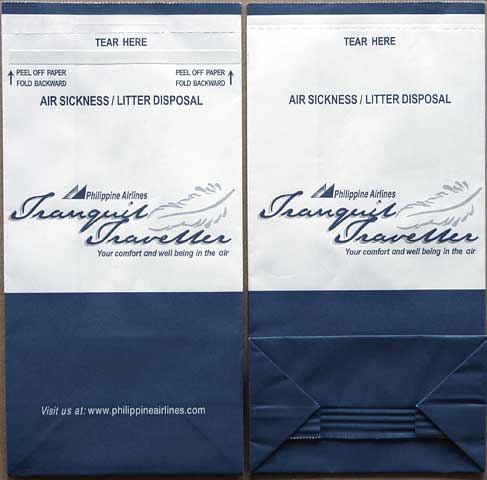 TEAR HERE
PEEL OFF PAPER
FOLD BACKWARD
PEEL OFF PAPER
FOLD BACKWARD
AIR SICKNESS / LITTER DISPOSAL
Philippine Airlines
Tranquil
Traveller
Your comfort and well being in the air
Visit us at: www.philippineairlines.com
TEAR HERE
AIR SICKNESS / LITTER DISPOSAL
Philippine Airlines
Tranquil
Traveller
Your comfort and well being in the air